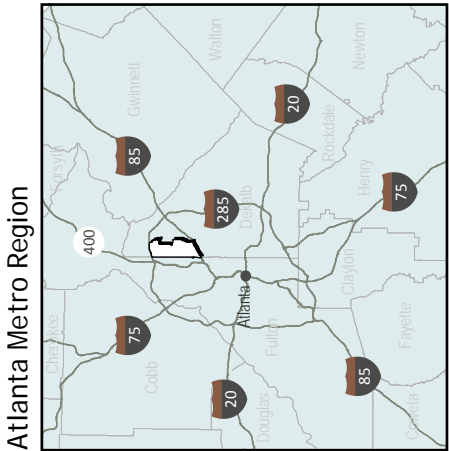 Atlanta Metro Region
Cherokee
Forsyth
Walton
Newton
Gwinnett
400
85
75
20
Cobb
285
Dekalb
Rockdale
Atlanta
Henry
75
20
Fulton
Clayton
Douglas
85
Fayette
Coweta